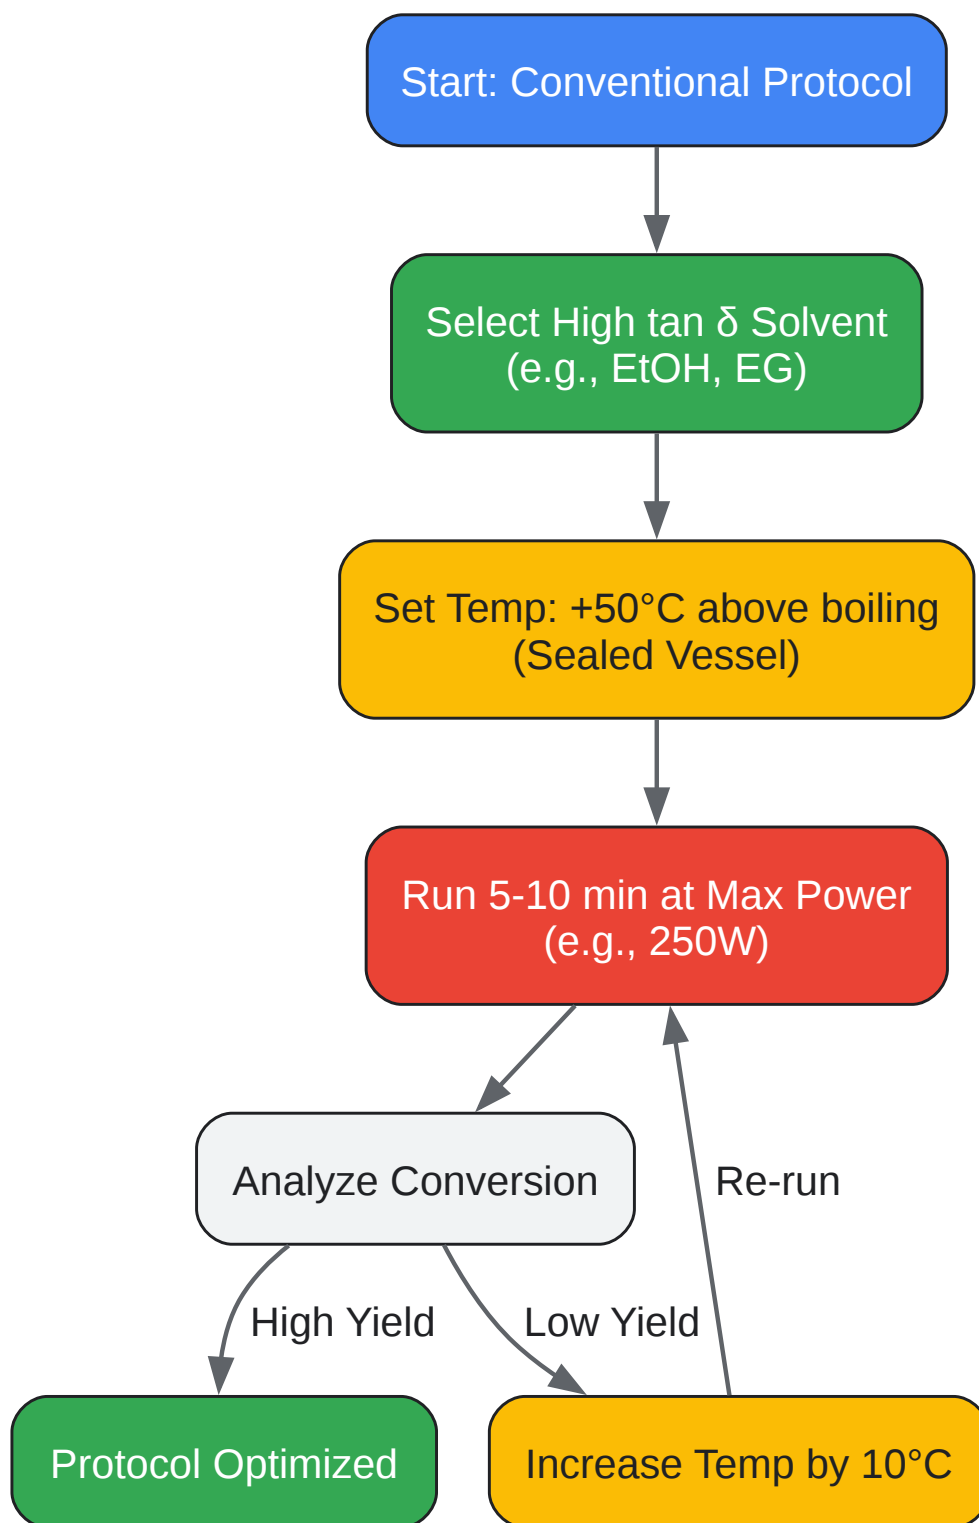 Start: Conventional Protocol
Select High tan δ Solvent
(e.g., EtOH, EG)
Set Temp: +50°C above boiling
(Sealed Vessel)
Run 5-10 min at Max Power
(e.g., 250W)
Analyze Conversion
Re-run
High Yield
Low Yield
Protocol Optimized
Increase Temp by 10°C